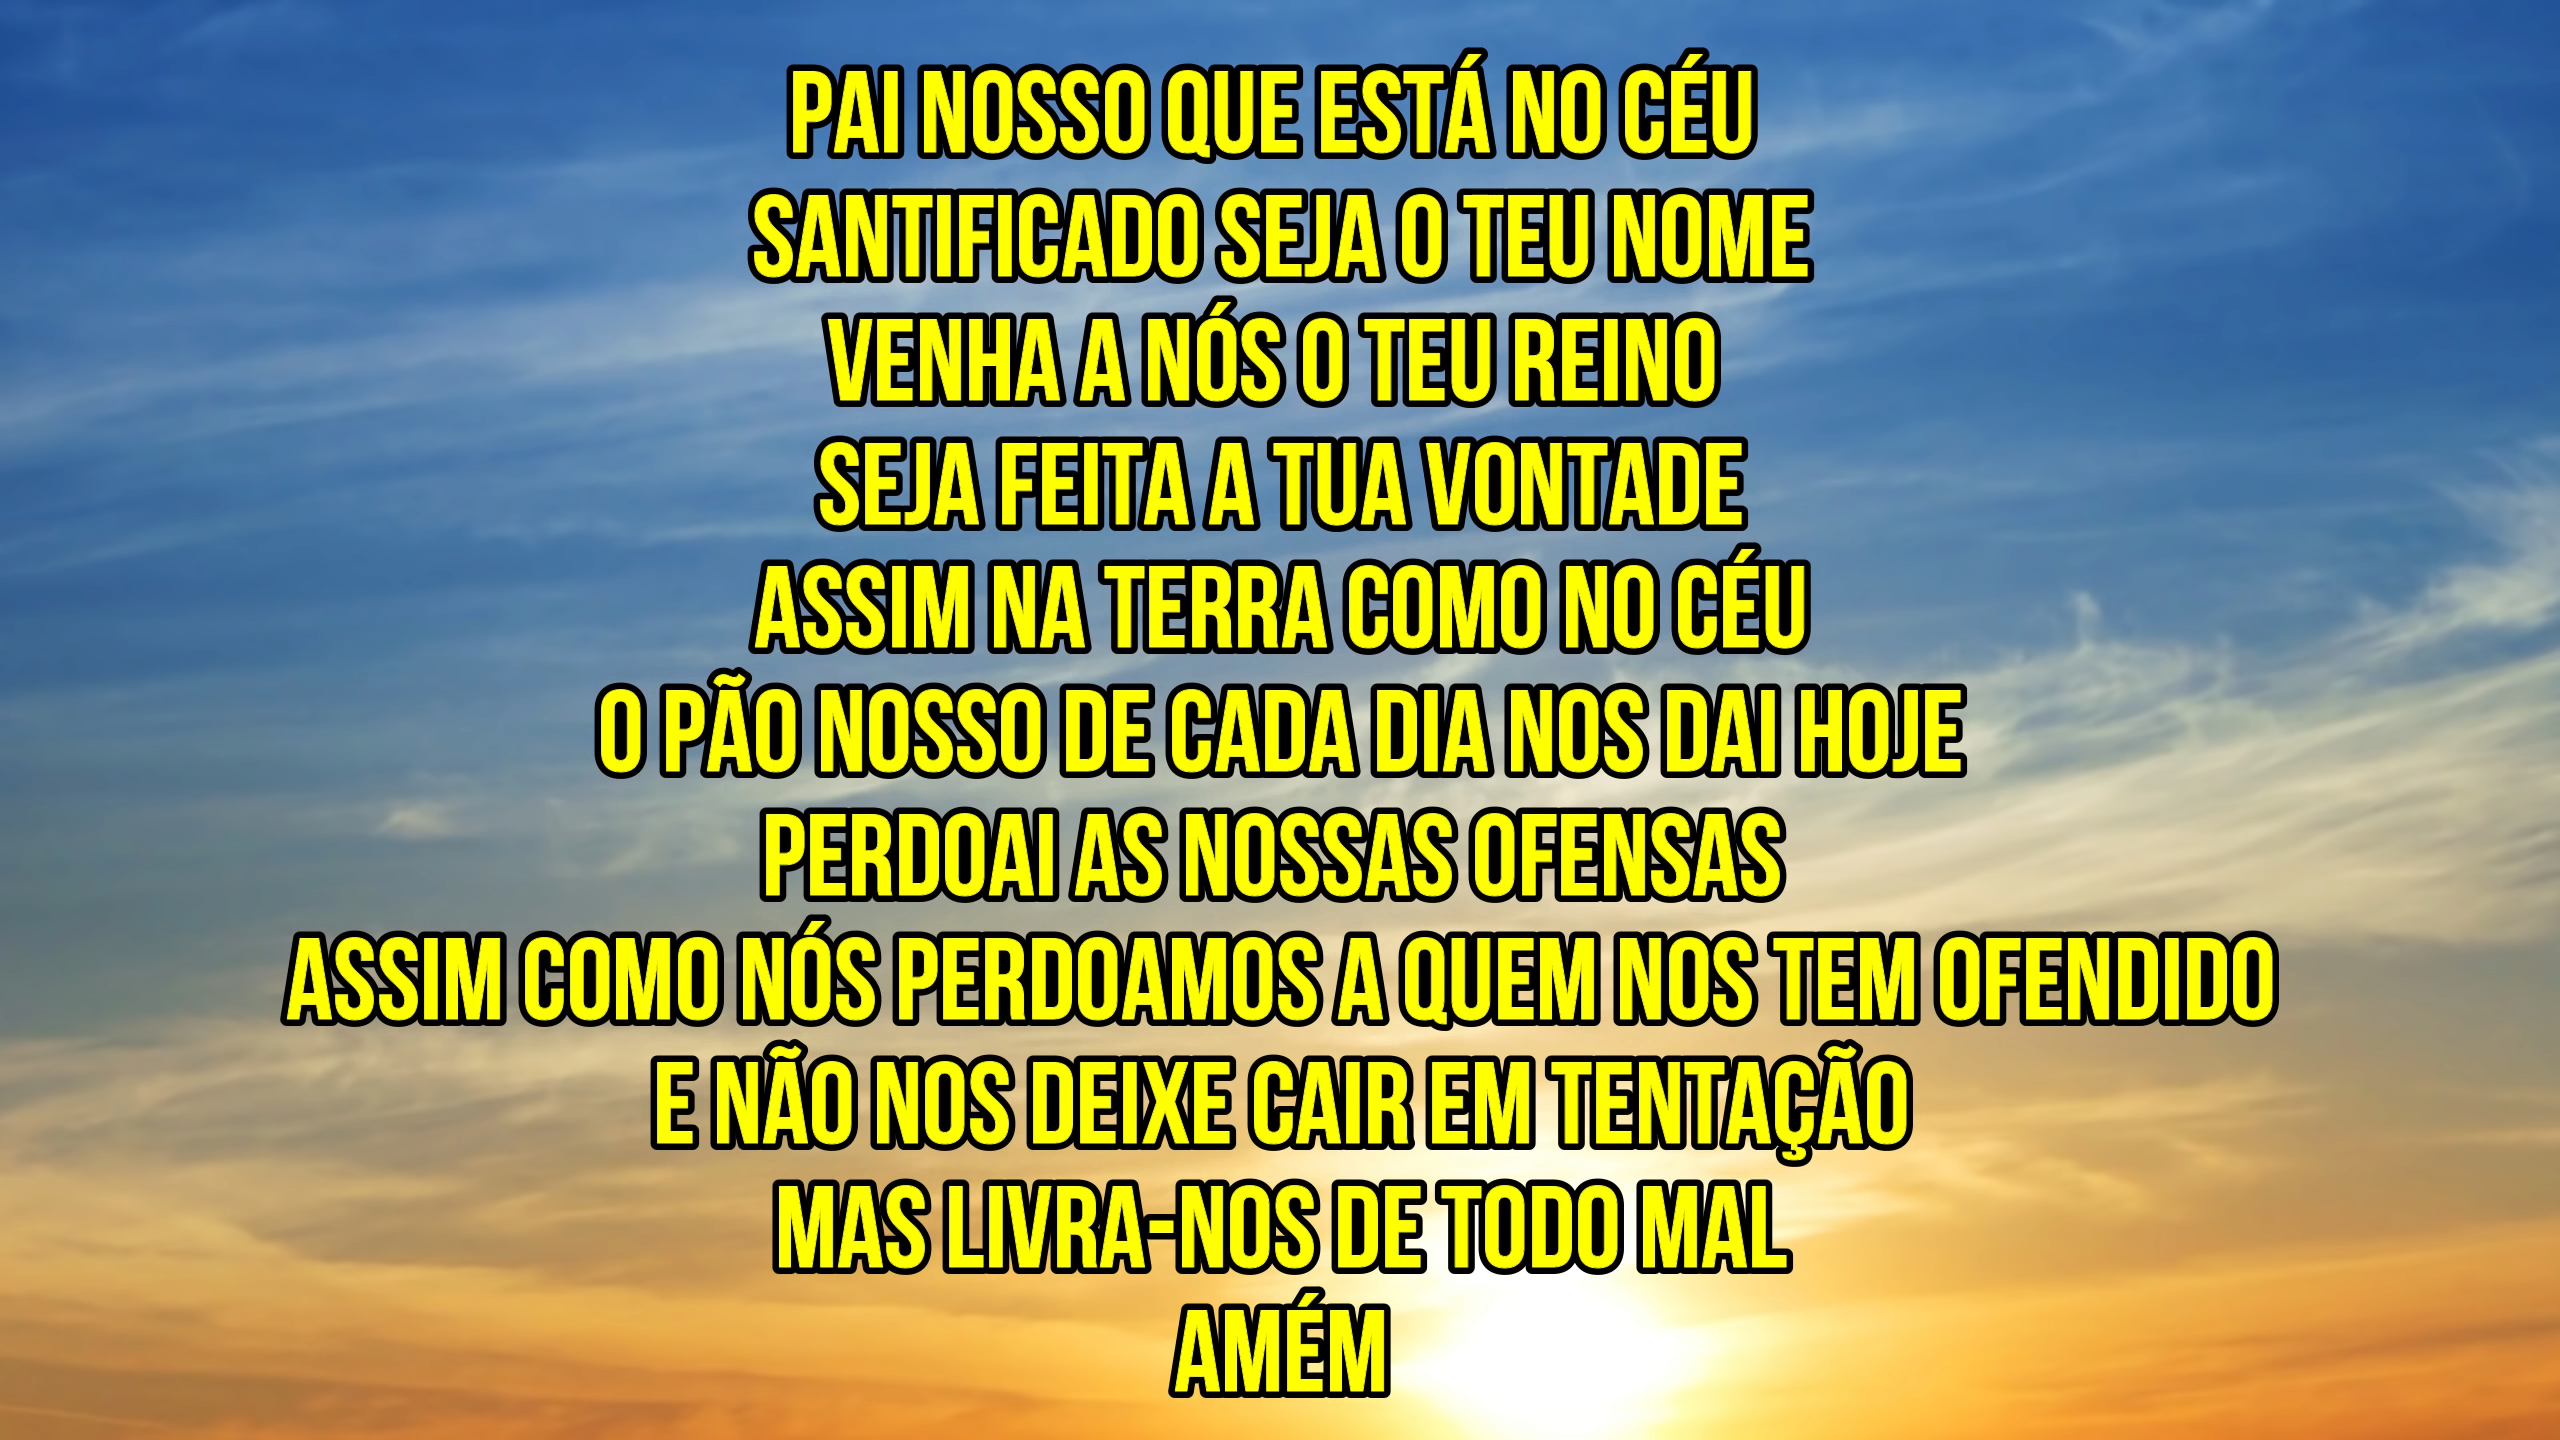 PAI NOSSO QUE ESTÁ NO CÉU
SANTIFICADO SEJA O TEU NOME
VENHA A NÓS O TEU REINO
SEJA FEITA A TUA VONTADE
ASSIM NA TERRA COMO NO CÉU
O PÃO NOSSO DE CADA DIA NOS DAI HOJE
PERDOAI AS NOSSAS OFENSAS
ASSIM COMO NÓS PERDOAMOS A QUEM NOS TEM OFENDIDO
E NÃO NOS DEIXE CAIR EM TENTAÇÃO
MAS LIVRA-NOS DE TODO MAL
AMÉM